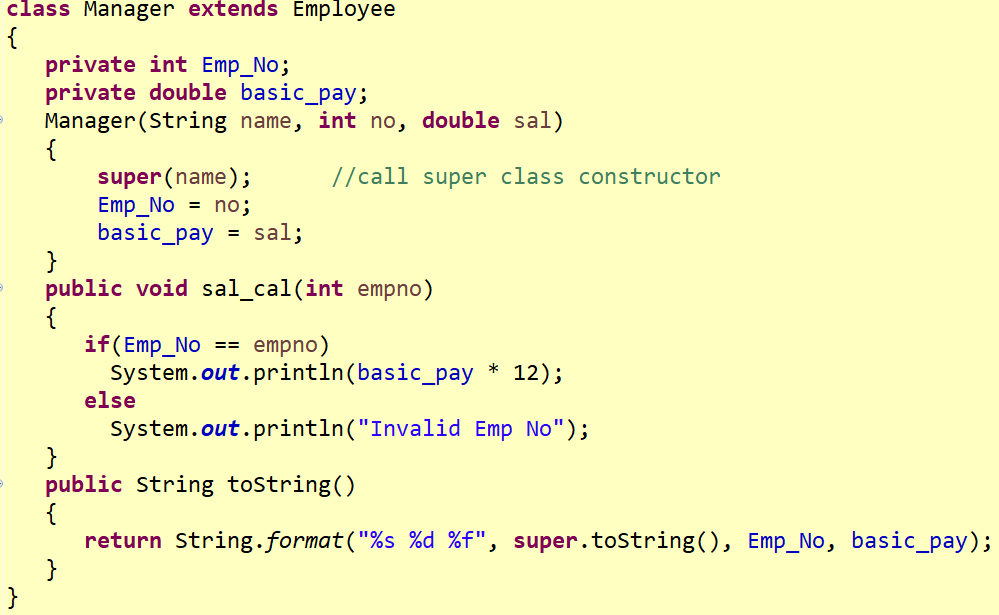 class Manager extends Employee
{
private int Emp_No;
private double basic_pay;
Manager(String name, int no, double sal)
{
super(name); //call super class constructor
Emp_No = no;
basic_pay = sal;
}
public void sal_cal(int empno)
{
if(Emp_No == empno)
System.out.println(basic_pay * 12);
else
System.out.println("Invalid Emp No");
}
public String toString()
{
return String.format("%s %d %f", super.toString(), Emp_No, basic_pay);
}
}